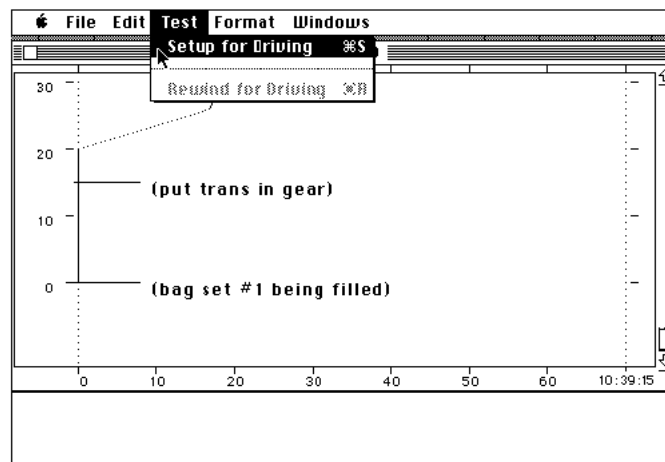 File Edit Test Format Windows
Setup for Driving ⌘S
Rewind for Driving ⌘R
30
20
(put trans in gear)
10
0
(bag set #1 being filled)
0 10 20 30 40 50 60 10:39:15